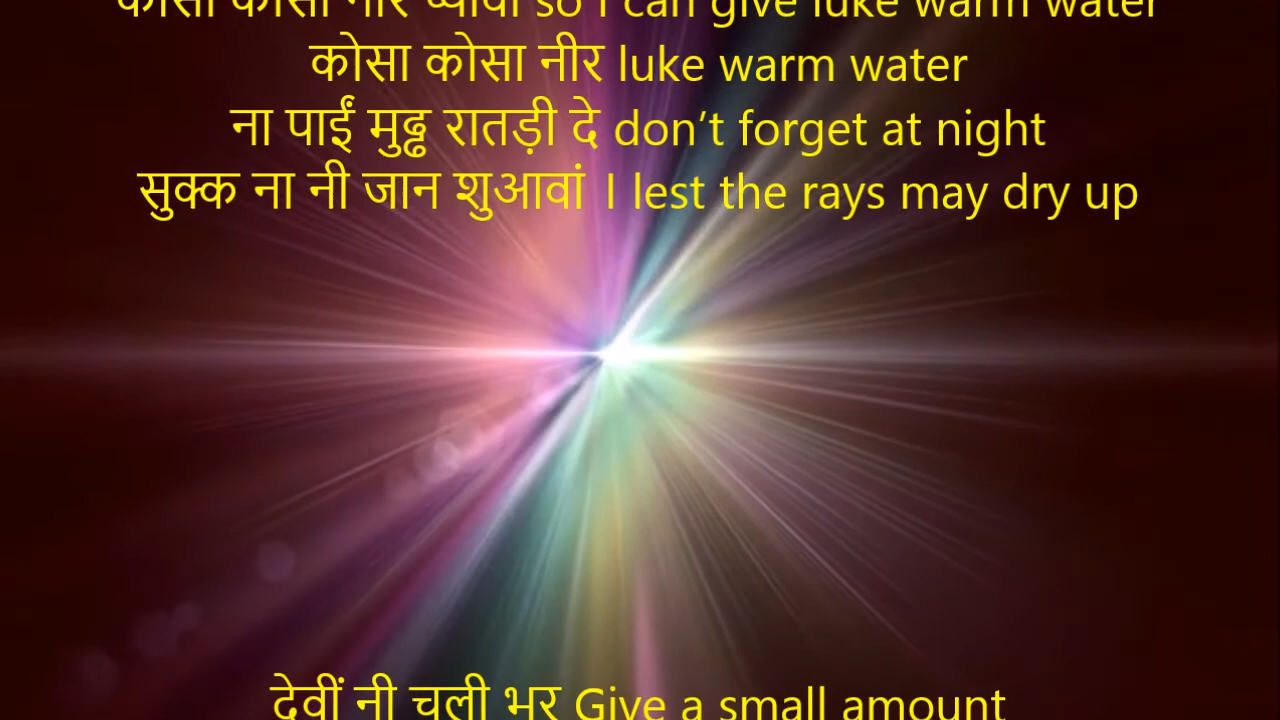 कोसा कोसा नीर प्यावां so I can give luke warm water
कोसा कोसा नीर luke warm water
ना पाईं मुढ्ढ रातड़ी दे don’t forget at night
सुक्क ना नी जान शुआवां I lest the rays may dry up
देवीं नी चुली भर Give a small amount